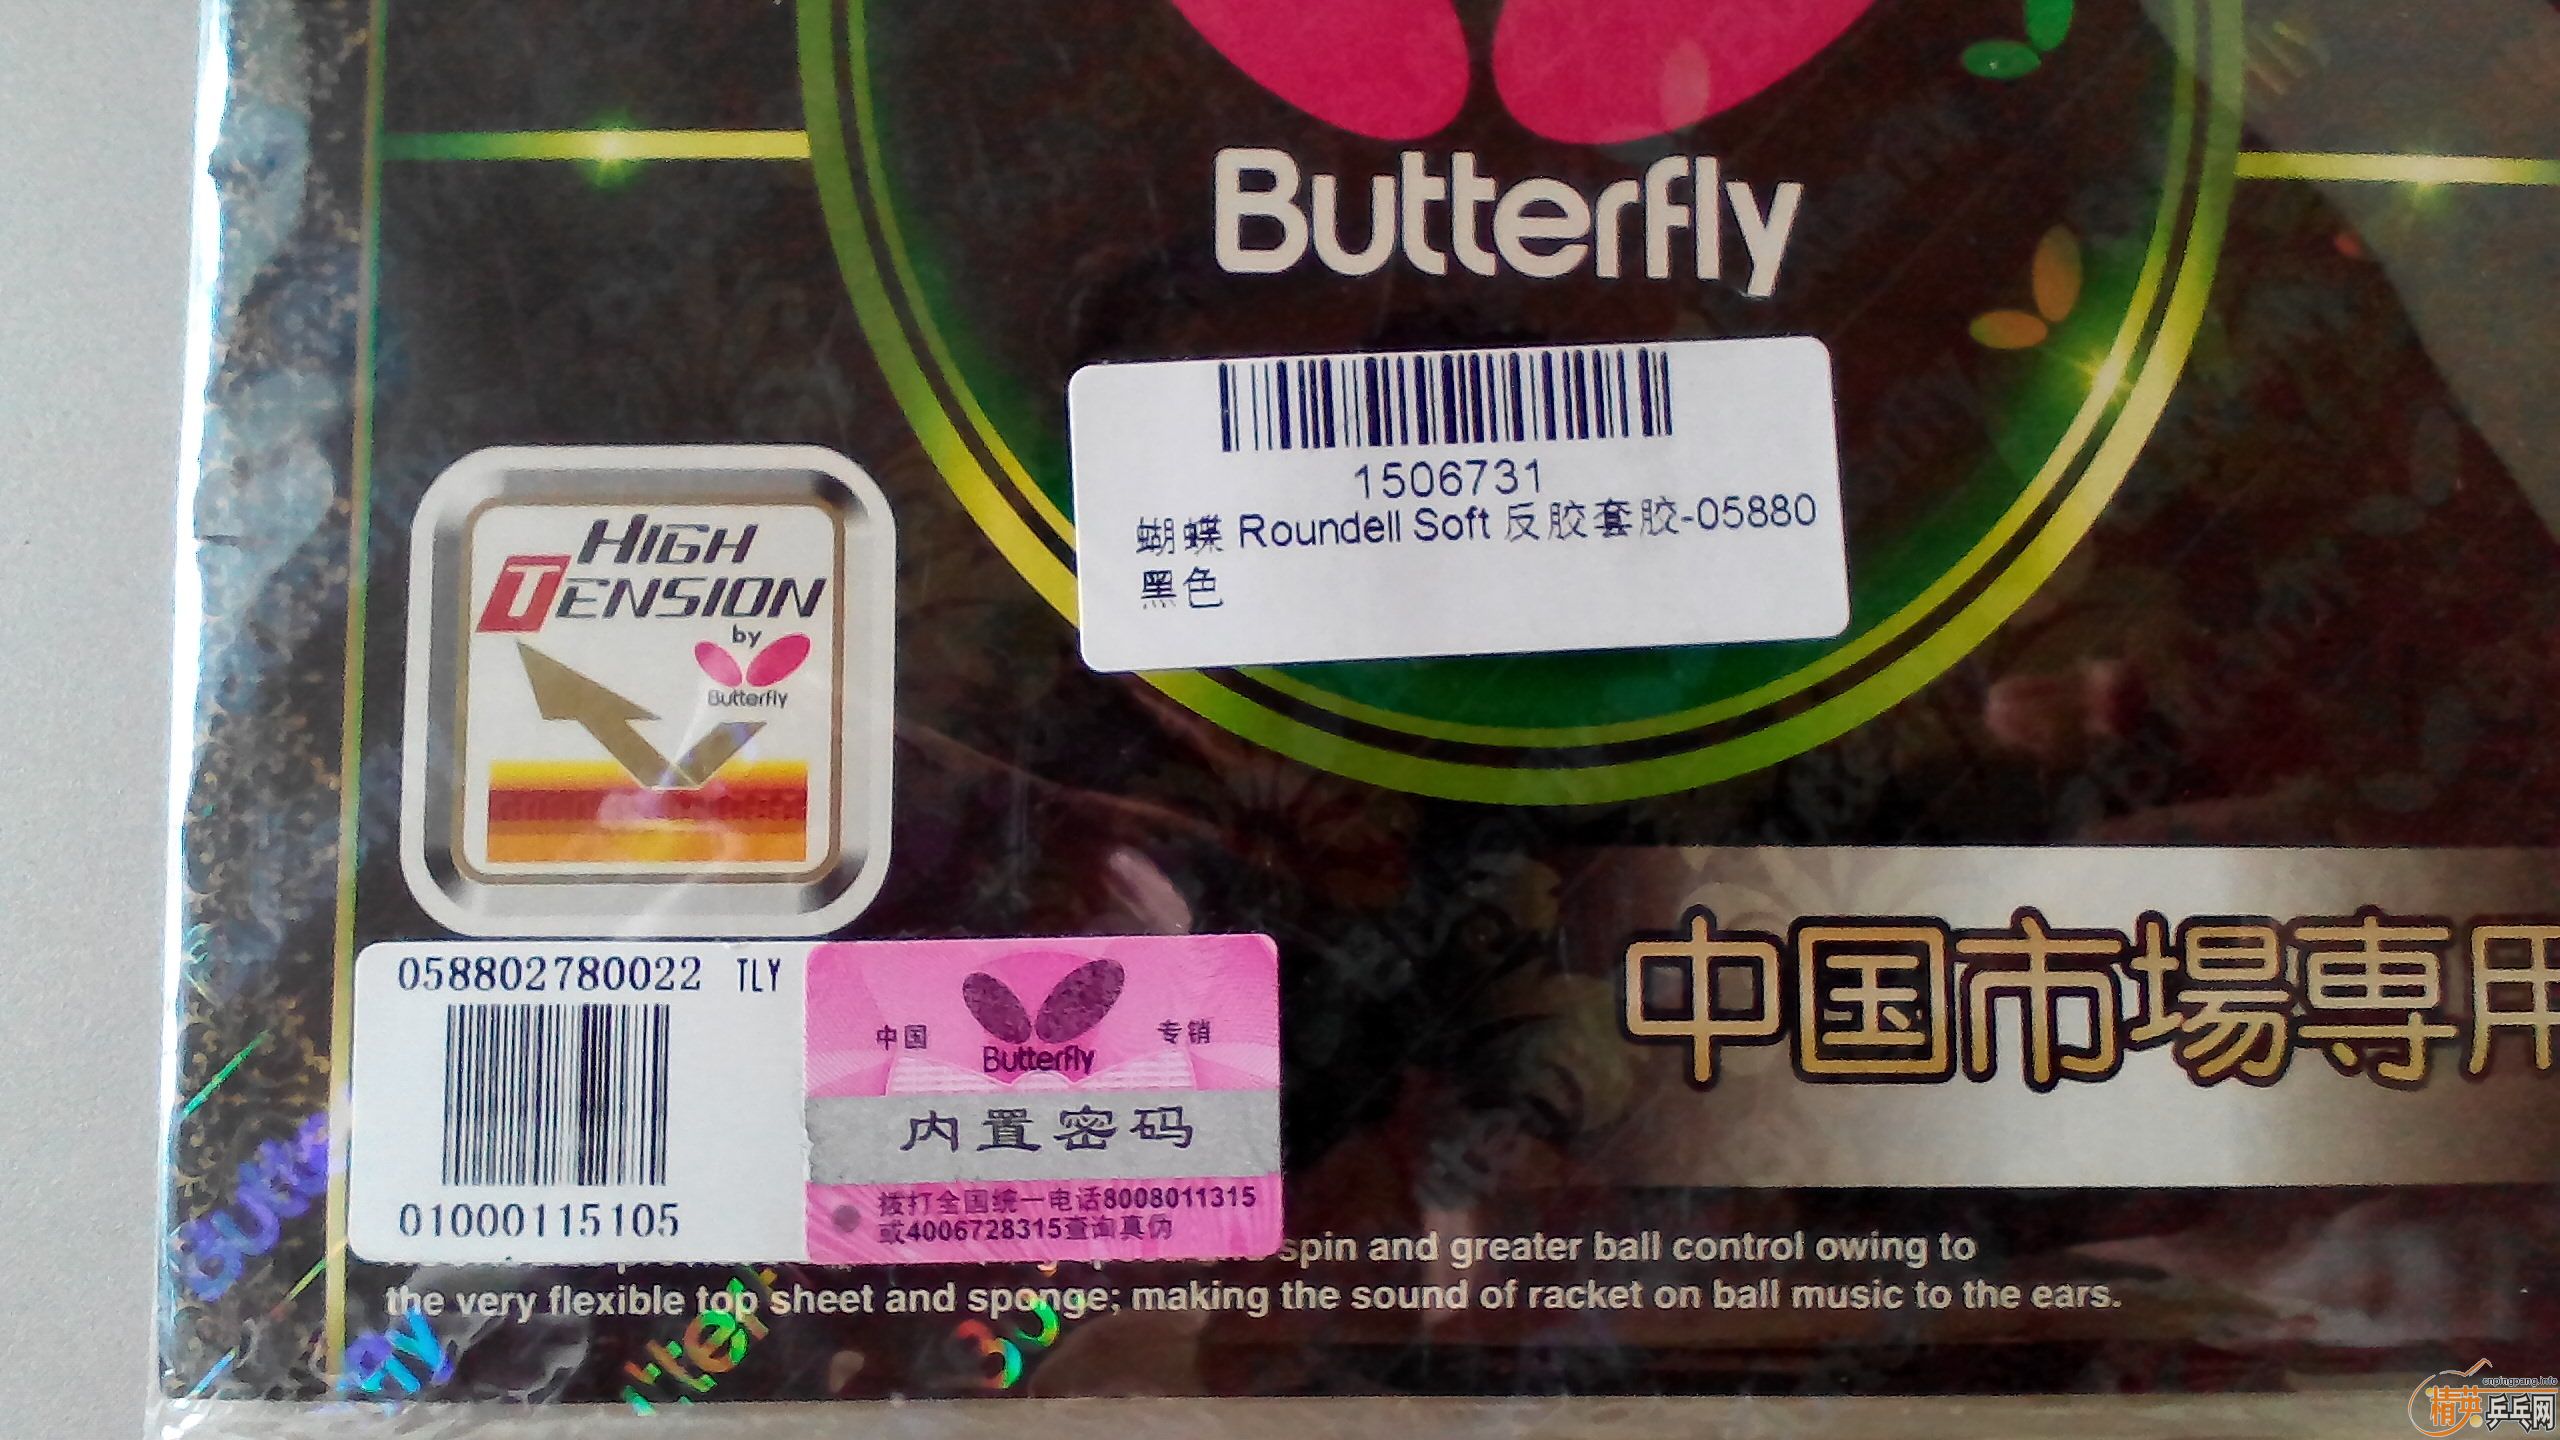 Butterfly
1506731
蝴蝶 Roundell Soft 反胶套胶-05880
黑色
HIGH
TENSION
by
Butterfly
中国市場専用
058802780022 TLY
01000115105
中国 专销
Butterfly
内置密码
拨打全国统一电话8008011315
或4006728315查询真伪
spin and greater ball control owing to
the very flexible top sheet and sponge; making the sound of racket on ball music to the ears.
cnpingpang.info
精英乒乓网